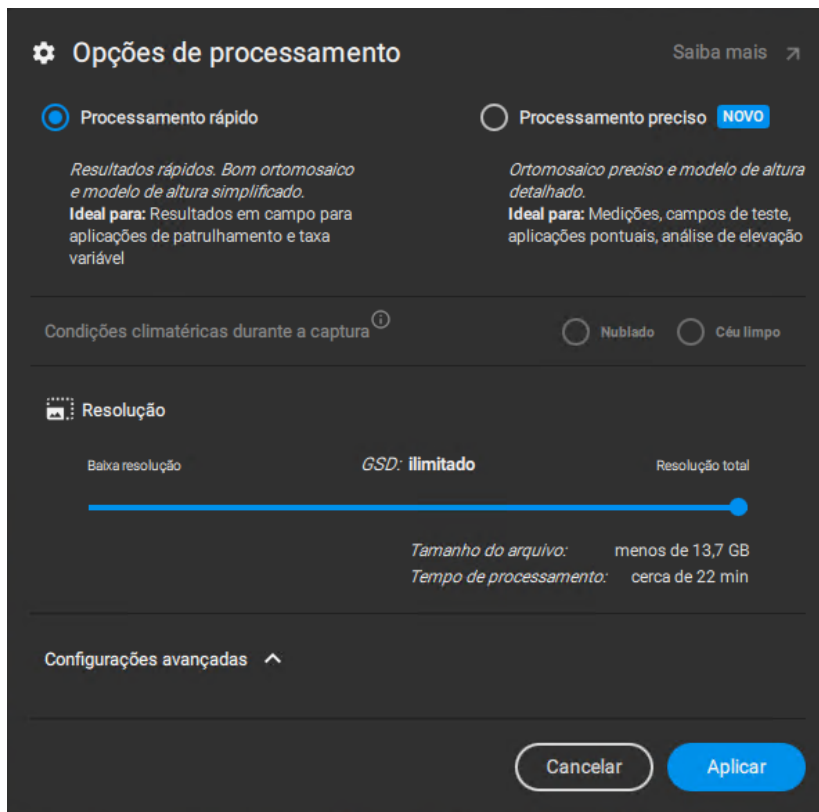 Opções de processamento
Saiba mais
Processamento rápido
Resultados rápidos. Bom ortomosaico
e modelo de altura simplificado.
Ideal para: Resultados em campo para
aplicações de patrulhamento e taxa
variável
Processamento preciso NOVO
Ortomosaico preciso e modelo de altura
detalhado.
Ideal para: Medições, campos de teste,
aplicações pontuais, análise de elevação
Condições climatéricas durante a captura
Nublado
Céu limpo
Resolução
Baixa resolução
GSD: ilimitado
Resolução total
Tamanho do arquivo: menos de 13,7 GB
Tempo de processamento: cerca de 22 min
Configurações avançadas
Cancelar
Aplicar